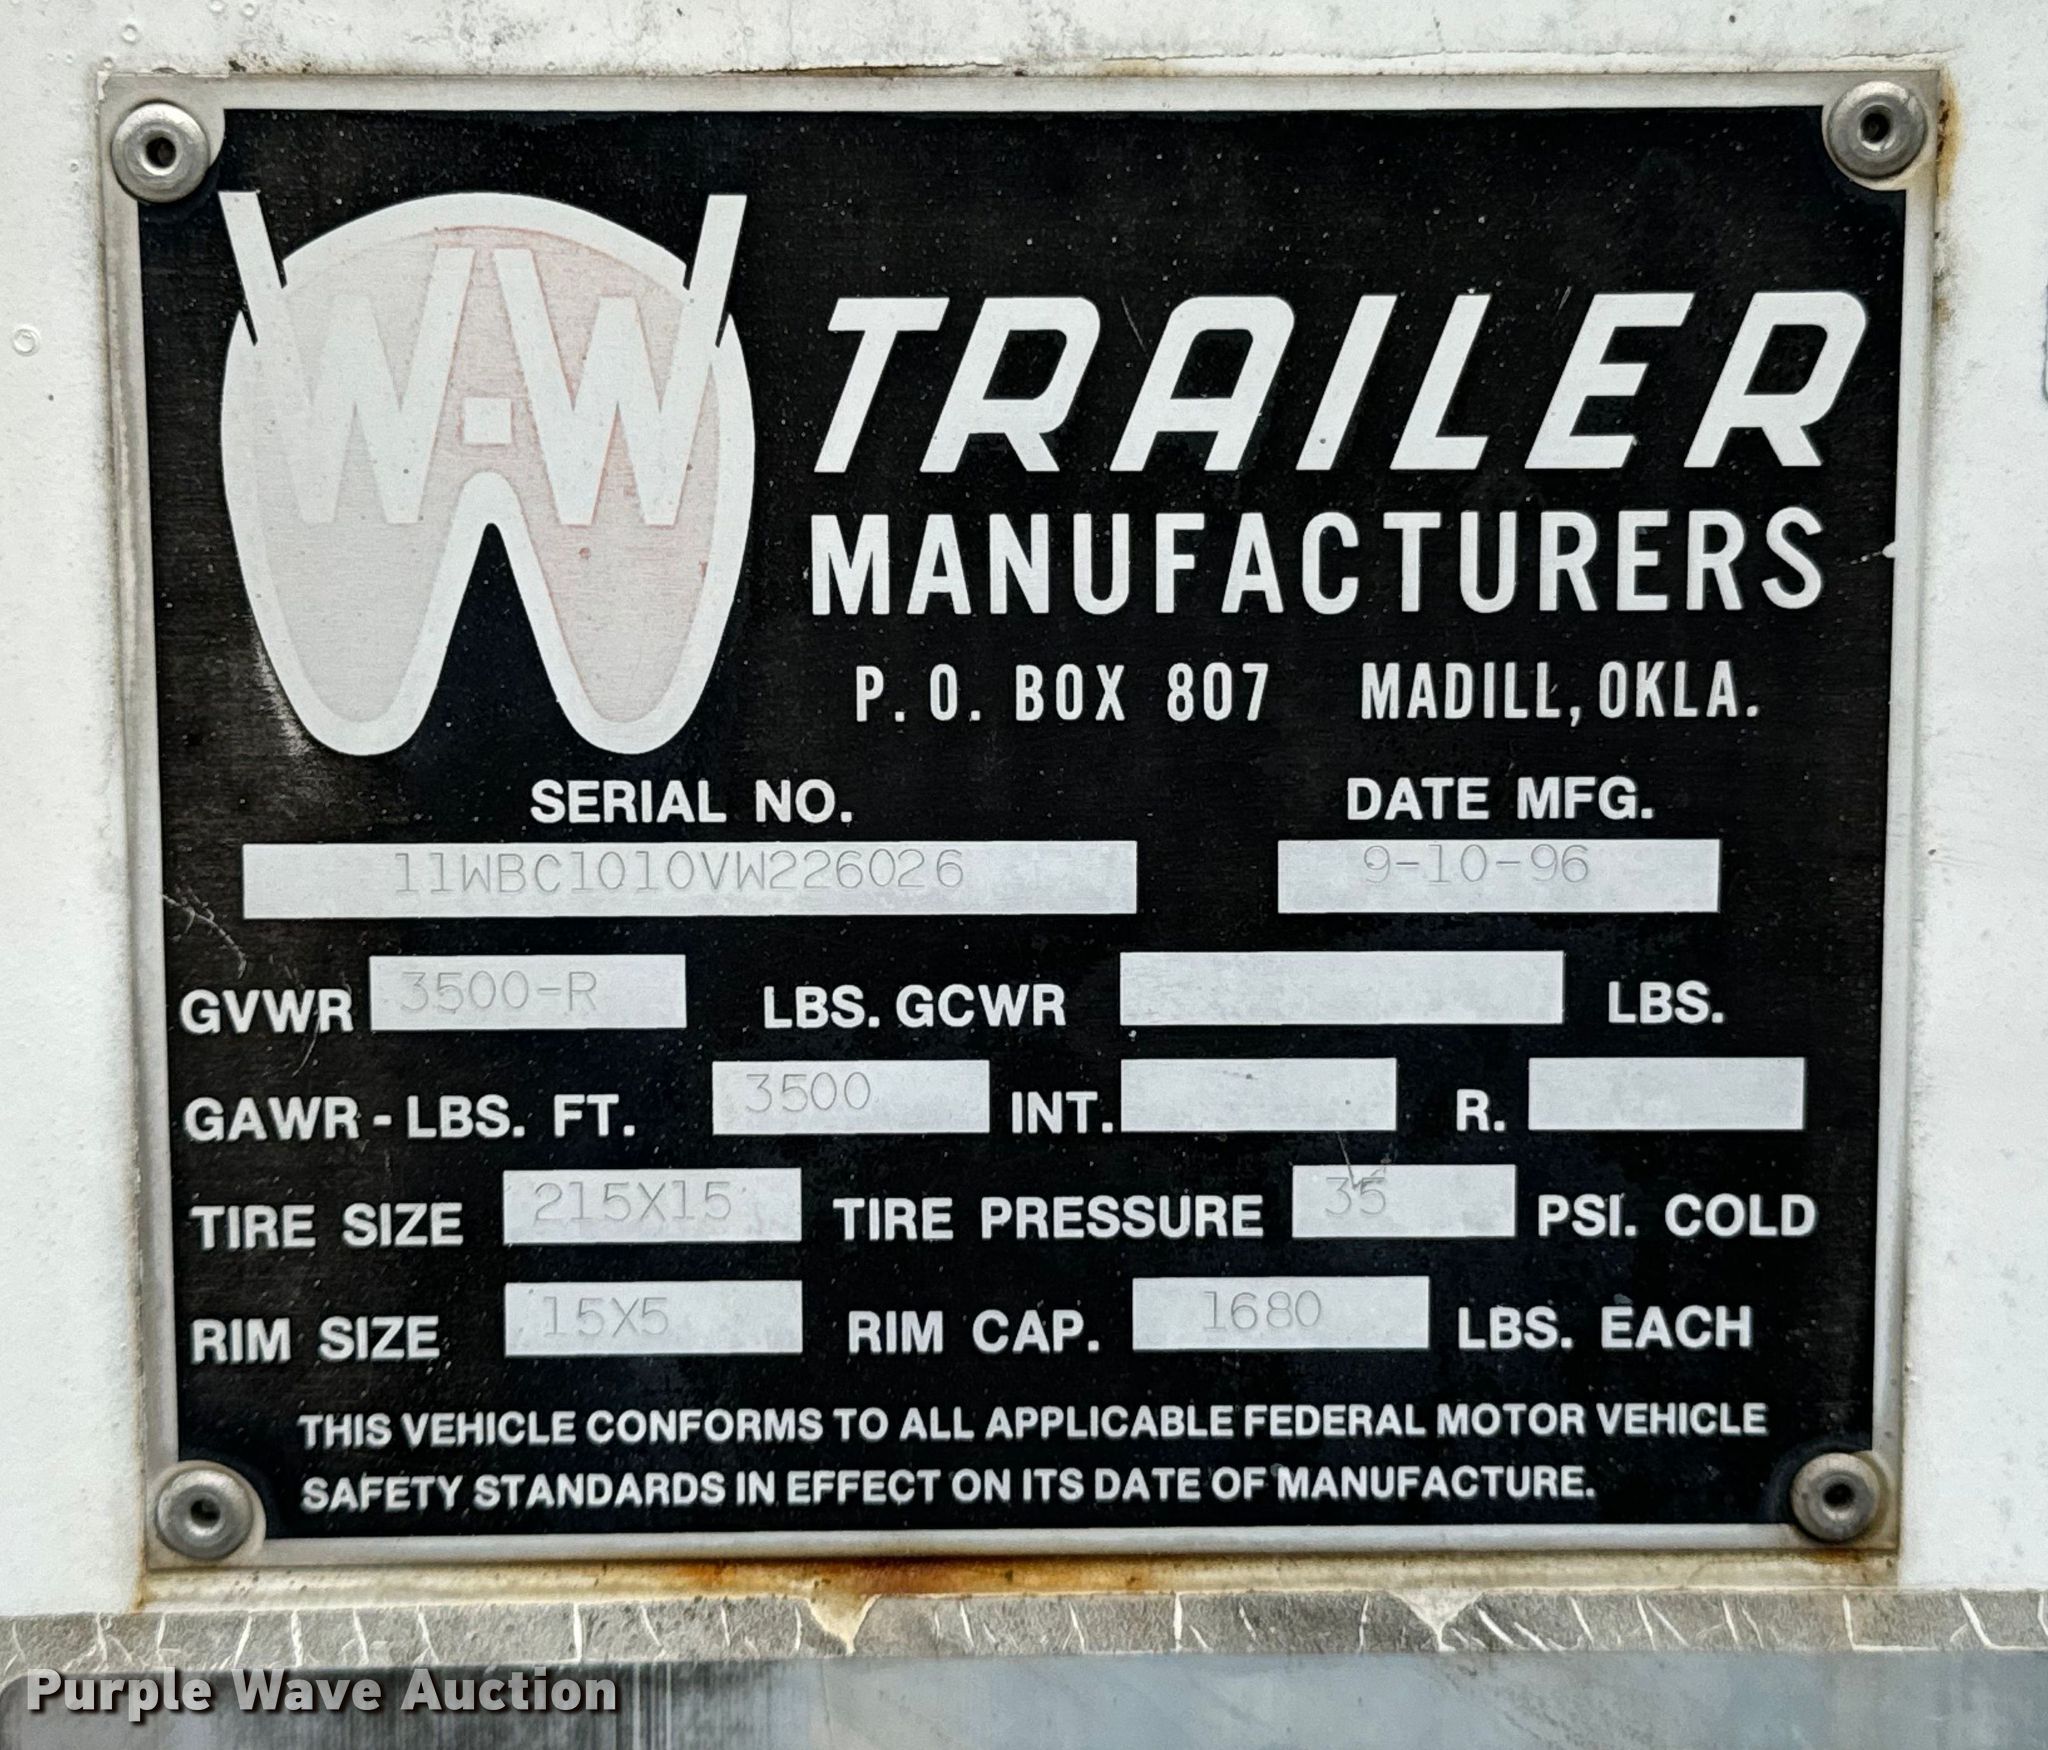 W-W TRAILER
MANUFACTURERS
P. O. BOX 807 MADILL, OKLA.
SERIAL NO. DATE MFG.
11WBC1010VW226026 9-10-96
GVWR 3500-R LBS. GCWR LBS.
GAWR - LBS. FT. 3500 INT. R.
TIRE SIZE 215X15 TIRE PRESSURE 35 PSI. COLD
RIM SIZE 15X5 RIM CAP. 1680 LBS. EACH
THIS VEHICLE CONFORMS TO ALL APPLICABLE FEDERAL MOTOR VEHICLE
SAFETY STANDARDS IN EFFECT ON ITS DATE OF MANUFACTURE.
Purple Wave Auction